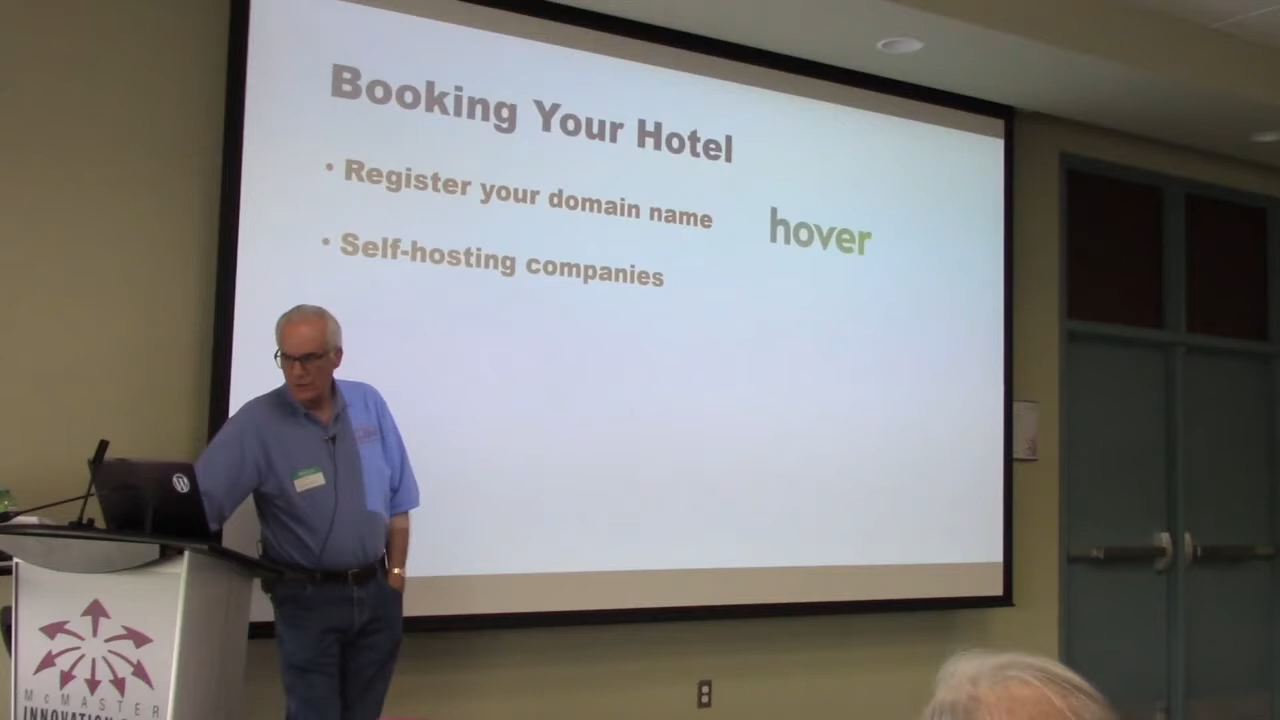 Booking Your Hotel
• Register your domain name
hover
• Self-hosting companies
McMASTER
INNOVATION